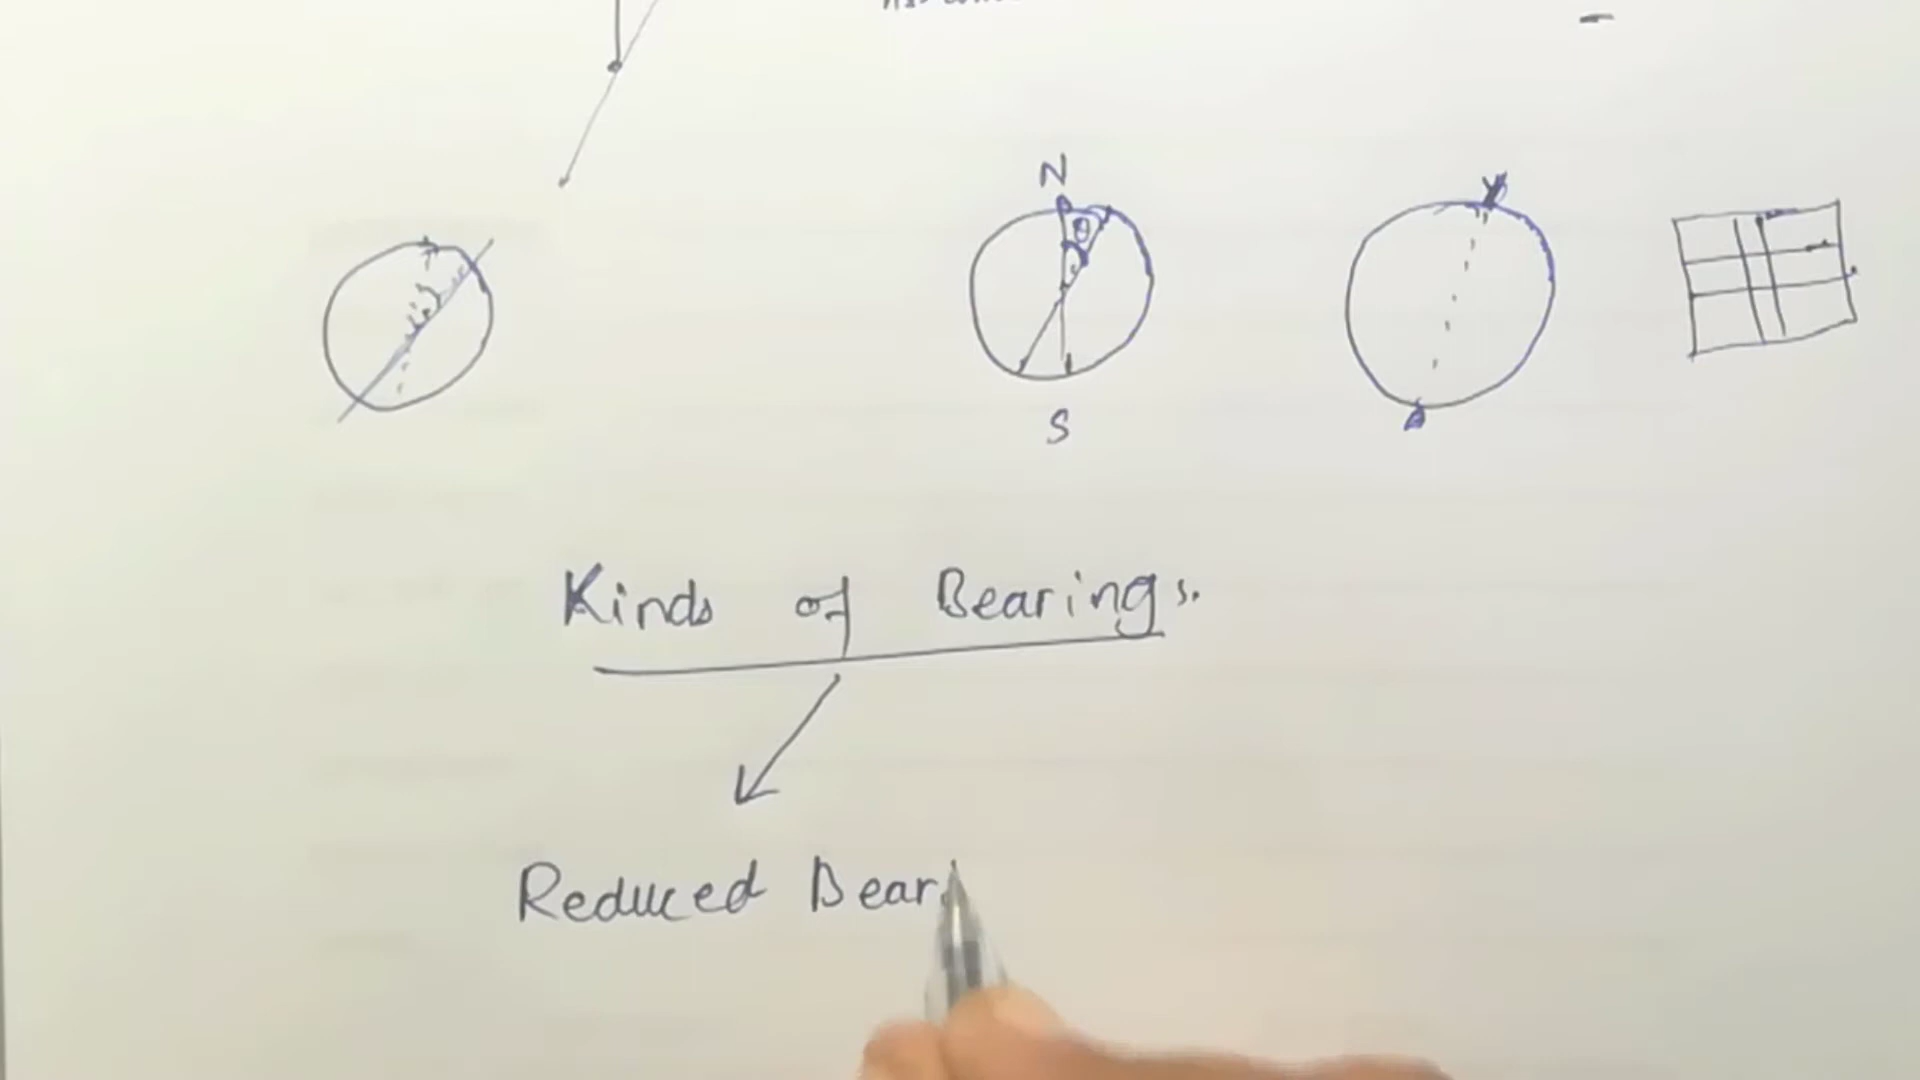 N
θ
S
Kinds of Bearings.
Reduced Bear